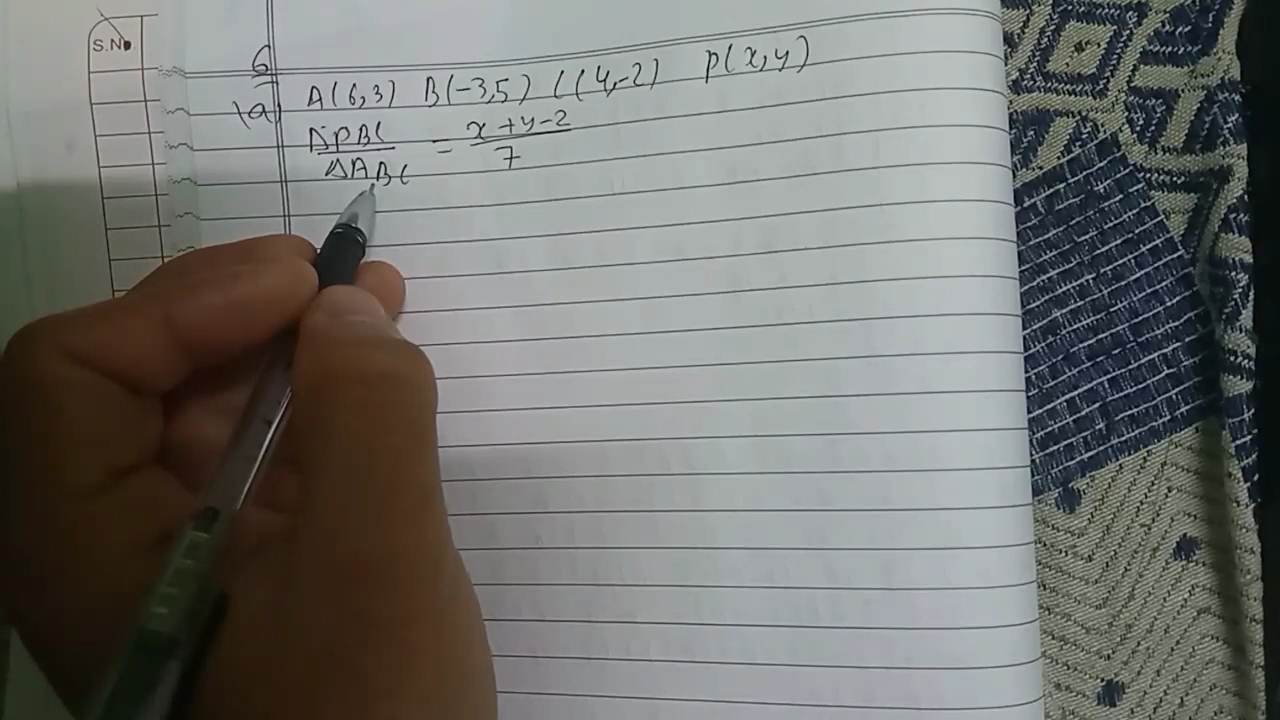 S.No
6
(a) A(6,3) B(-3,5) C(4,-2) P(x,y)
ΔPBC / ΔABC = x+y-2 / 7